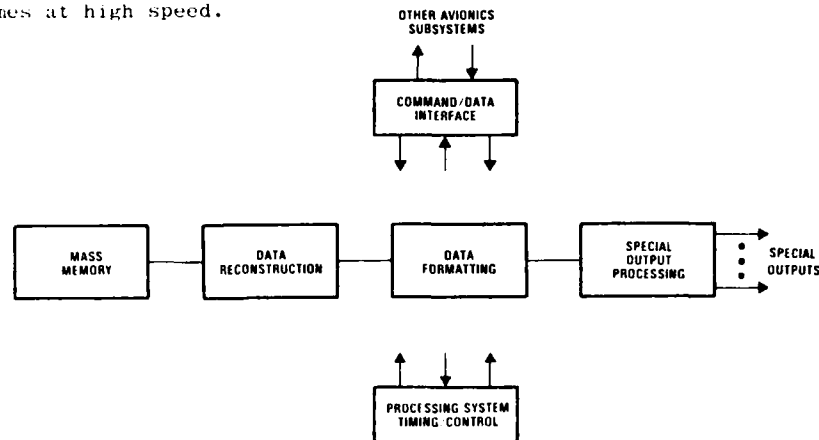 at high speed.
OTHER AVIONICS
SUBSYSTEMS
COMMAND/DATA
INTERFACE
MASS
MEMORY
DATA
RECONSTRUCTION
DATA
FORMATTING
SPECIAL
OUTPUT
PROCESSING
SPECIAL
OUTPUTS
PROCESSING SYSTEM
TIMING/CONTROL